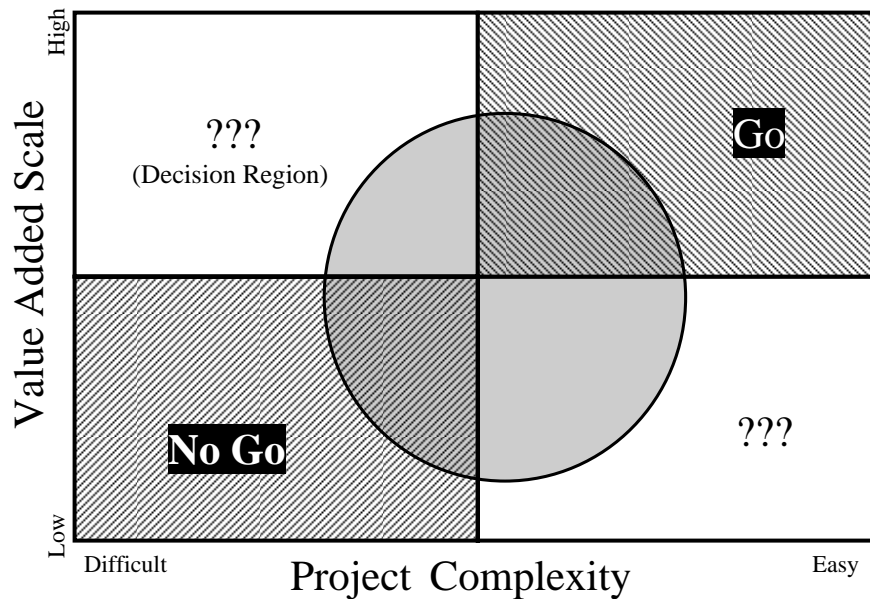 High
???
(Decision Region)
Go
Value Added Scale
No Go
???
Low
Difficult
Easy
Project Complexity